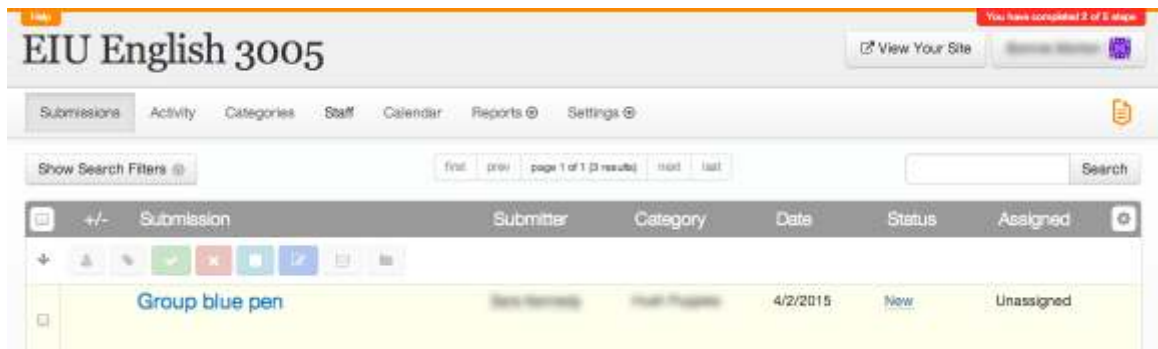 Help
You have completed 2 of 5 steps
EIU English 3005
View Your Site
Submissions Activity Categories Staff Calendar Reports Settings
Show Search Filters
first prev page 1 of 1 (3 results) next last
Search
+/- Submission Submitter Category Date Status Assigned
Group blue pen 4/2/2015 New Unassigned